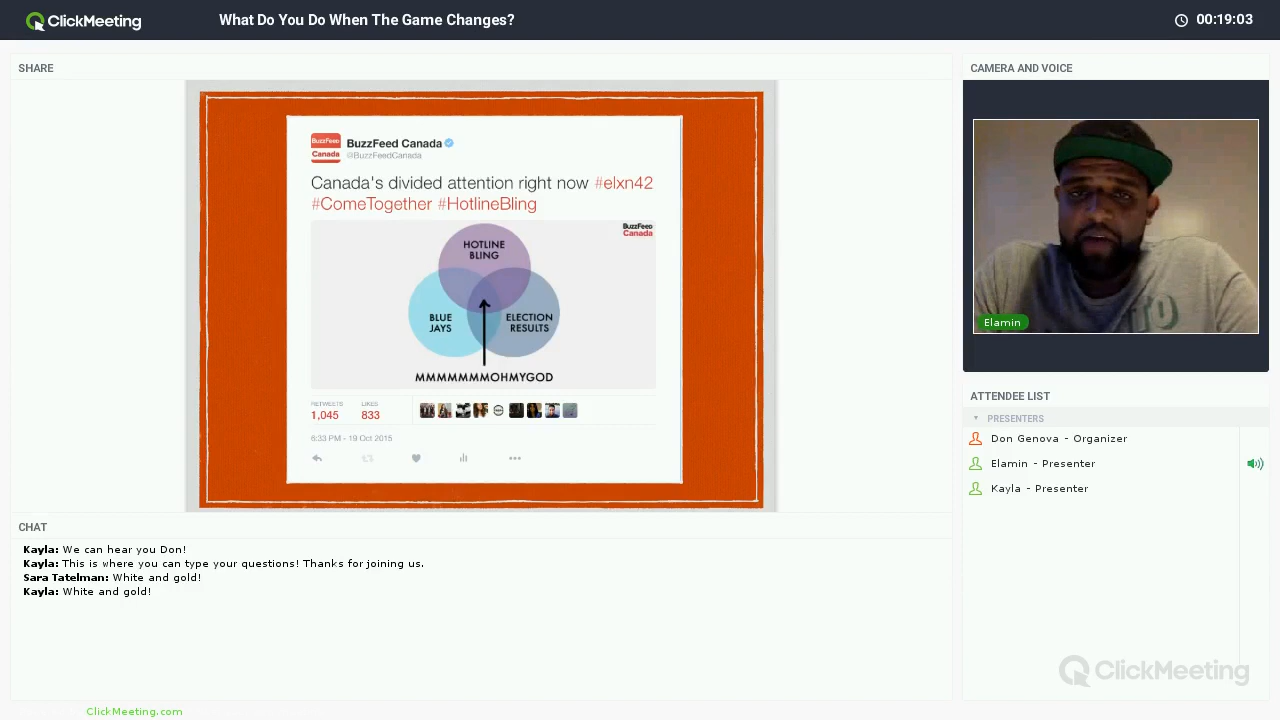 ClickMeeting
What Do You Do When The Game Changes?
00:19:03
SHARE
BuzzFeed
Canada
BuzzFeed Canada
@BuzzFeedCanada
Canada's divided attention right now #elxn42
#ComeTogether #HotlineBling
BuzzFeed
Canada
HOTLINE
BLING
BLUE
JAYS
ELECTION
RESULTS
MMMMMMMOHMYGOD
RETWEETS
LIKES
1,045
833
6:33 PM - 19 Oct 2015
CHAT
Kayla: We can hear you Don!
Kayla: This is where you can type your questions! Thanks for joining us.
Sara Tatelman: White and gold!
Kayla: White and gold!
CAMERA AND VOICE
Elamin
ATTENDEE LIST
PRESENTERS
Don Genova - Organizer
Elamin - Presenter
Kayla - Presenter
ClickMeeting
ClickMeeting.com